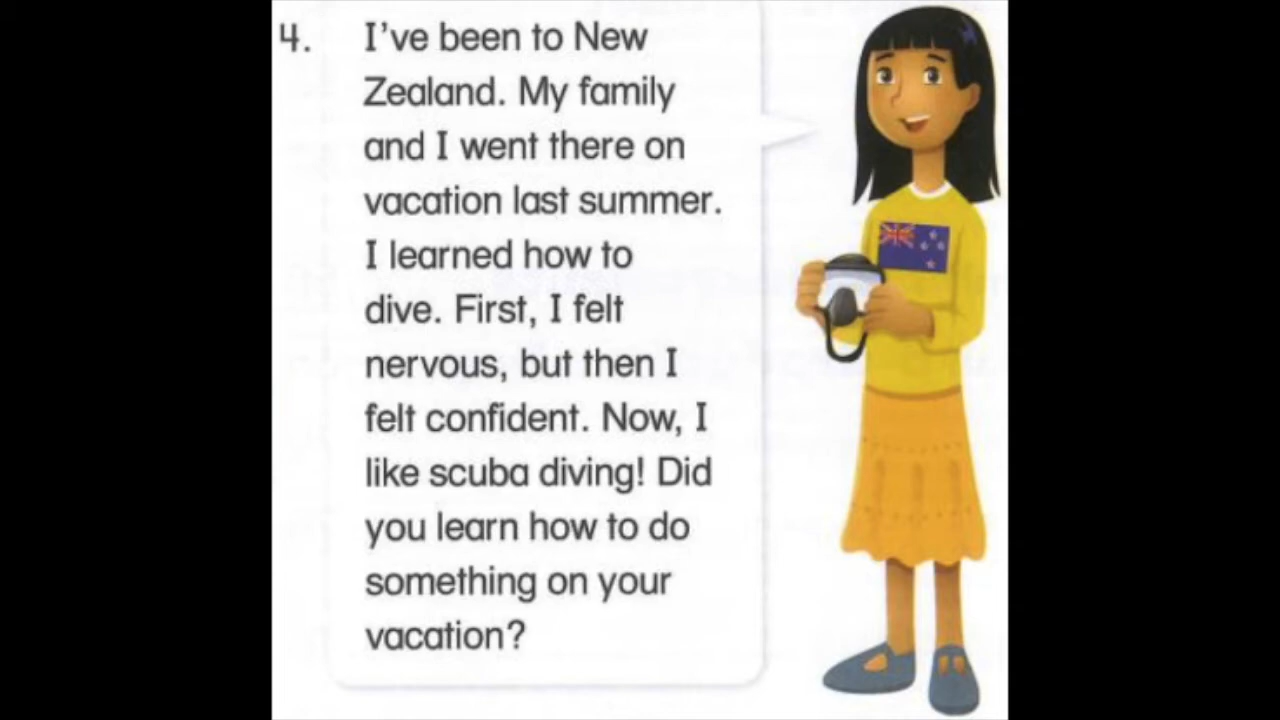 4. I've been to New
Zealand. My family
and I went there on
vacation last summer.
I learned how to
dive. First, I felt
nervous, but then I
felt confident. Now, I
like scuba diving! Did
you learn how to do
something on your
vacation?